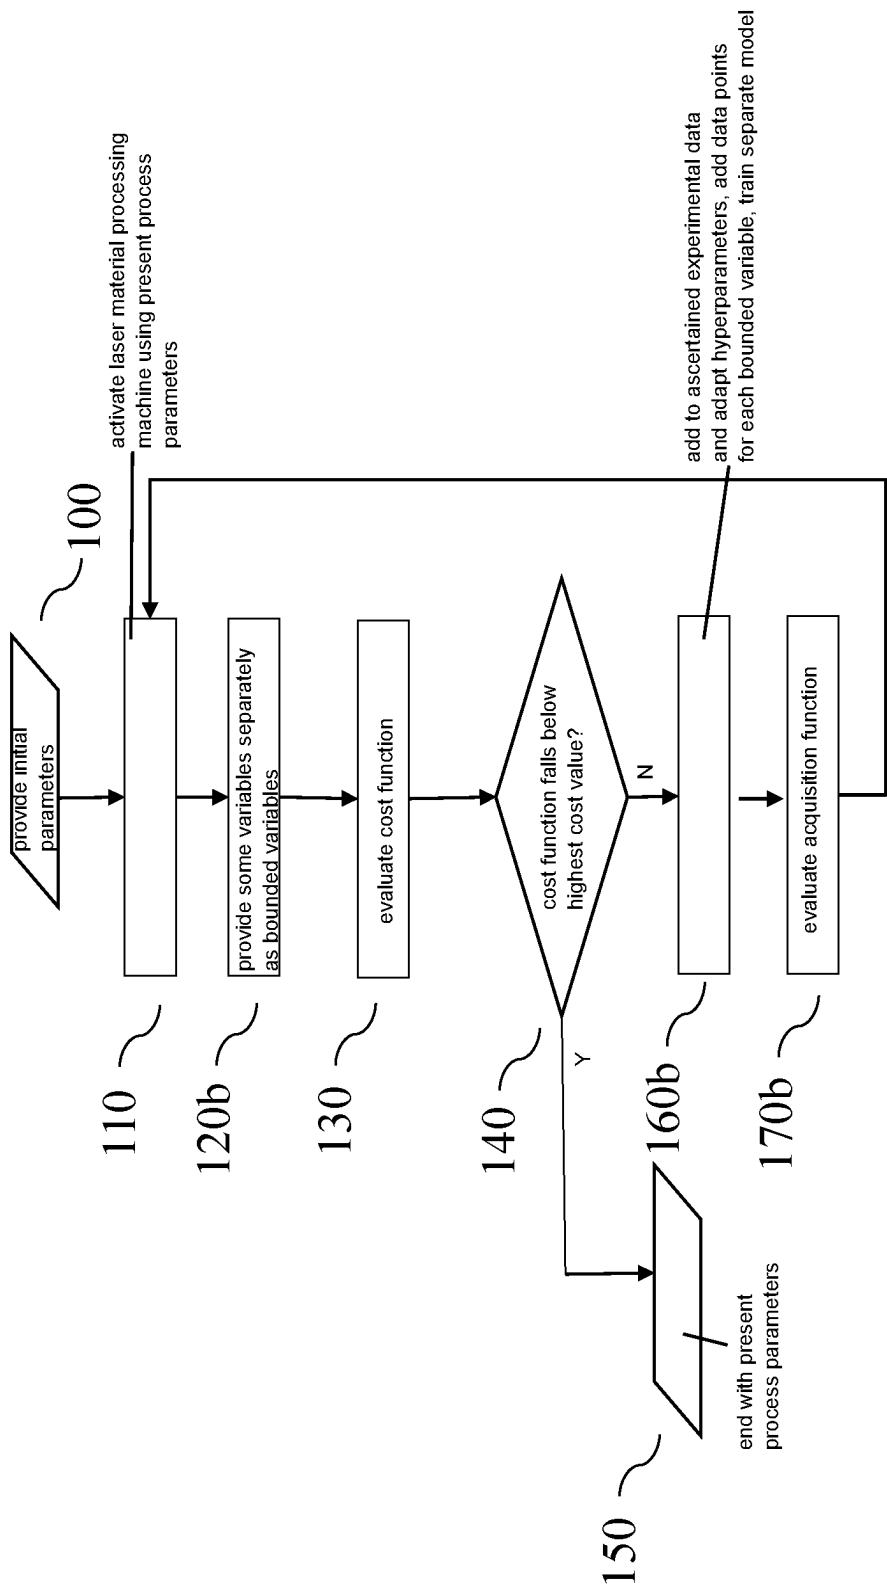 100
provide initial
parameters
activate laser material processing
machine using present process
parameters
110
provide some variables separately
as bounded variables
120b
evaluate cost function
130
cost function falls below
highest cost value?
140
Y
N
150
end with present
process parameters
add to ascertained experimental data
and adapt hyperparameters, add data points
for each bounded variable, train separate model
160b
evaluate acquisition function
170b